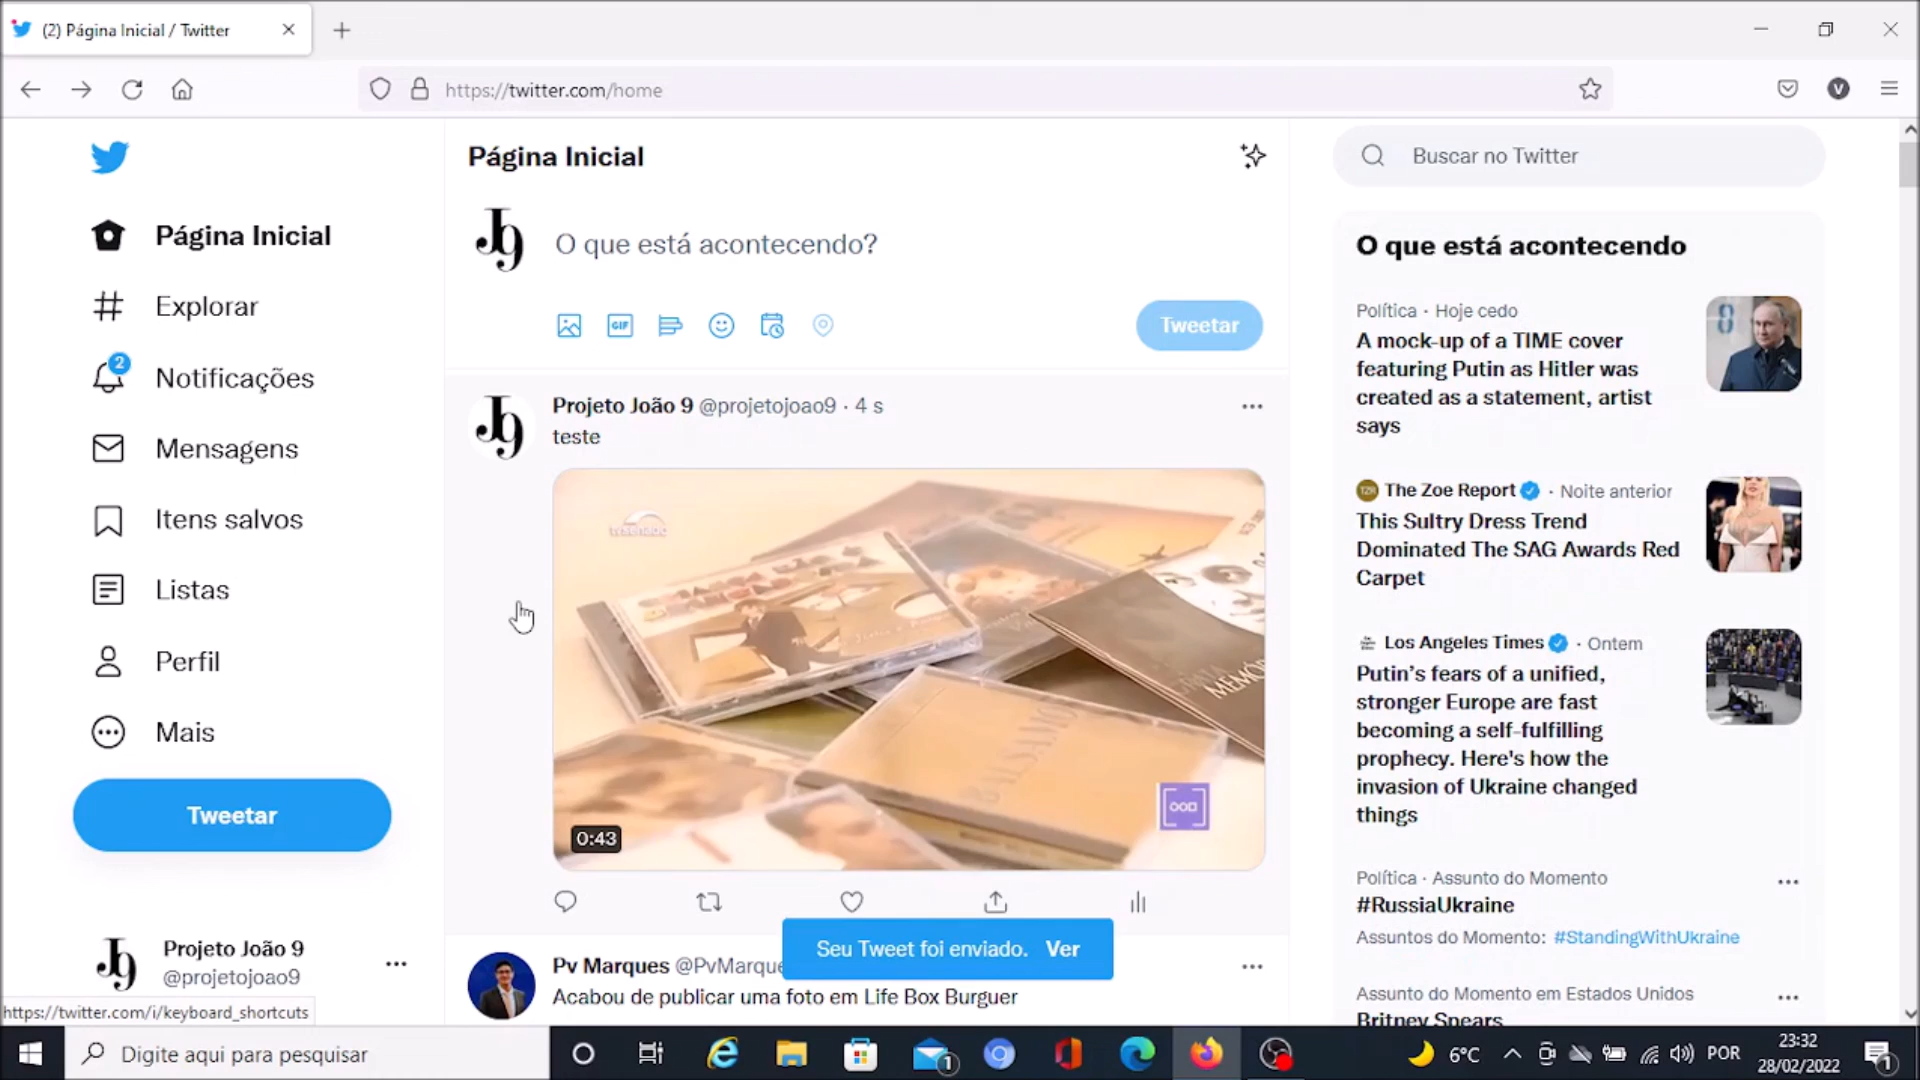 (2) Página Inicial / Twitter
https://twitter.com/home
Página Inicial
Explorar
2
Notificações
Mensagens
Itens salvos
Listas
Perfil
Mais
Tweetar
Projeto João 9
@projetojoao9
https://twitter.com/i/keyboard_shortcuts
Página Inicial
O que está acontecendo?
GIF
Tweetar
Projeto João 9 @projetojoao9 · 4 s
teste
tvsenado
0:43
Seu Tweet foi enviado. Ver
Pv Marques @PvMarque
Acabou de publicar uma foto em Life Box Burguer
Buscar no Twitter
O que está acontecendo
Política · Hoje cedo
A mock-up of a TIME cover
featuring Putin as Hitler was
created as a statement, artist
says
The Zoe Report · Noite anterior
This Sultry Dress Trend
Dominated The SAG Awards Red
Carpet
Los Angeles Times · Ontem
Putin’s fears of a unified,
stronger Europe are fast
becoming a self-fulfilling
prophecy. Here's how the
invasion of Ukraine changed
things
Política · Assunto do Momento
#RussiaUkraine
Assuntos do Momento: #StandingWithUkraine
Assunto do Momento em Estados Unidos
Britney Spears
Digite aqui para pesquisar
1
6°C
POR
23:32
28/02/2022
1